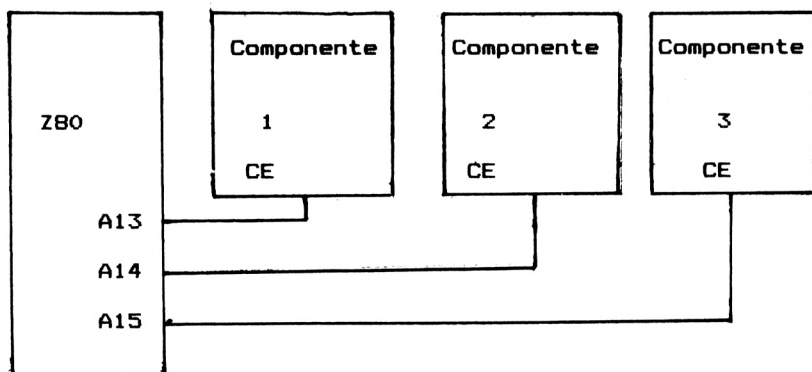 Componente Componente Componente
Z80 1 2 3
CE CE CE
A13
A14
A15